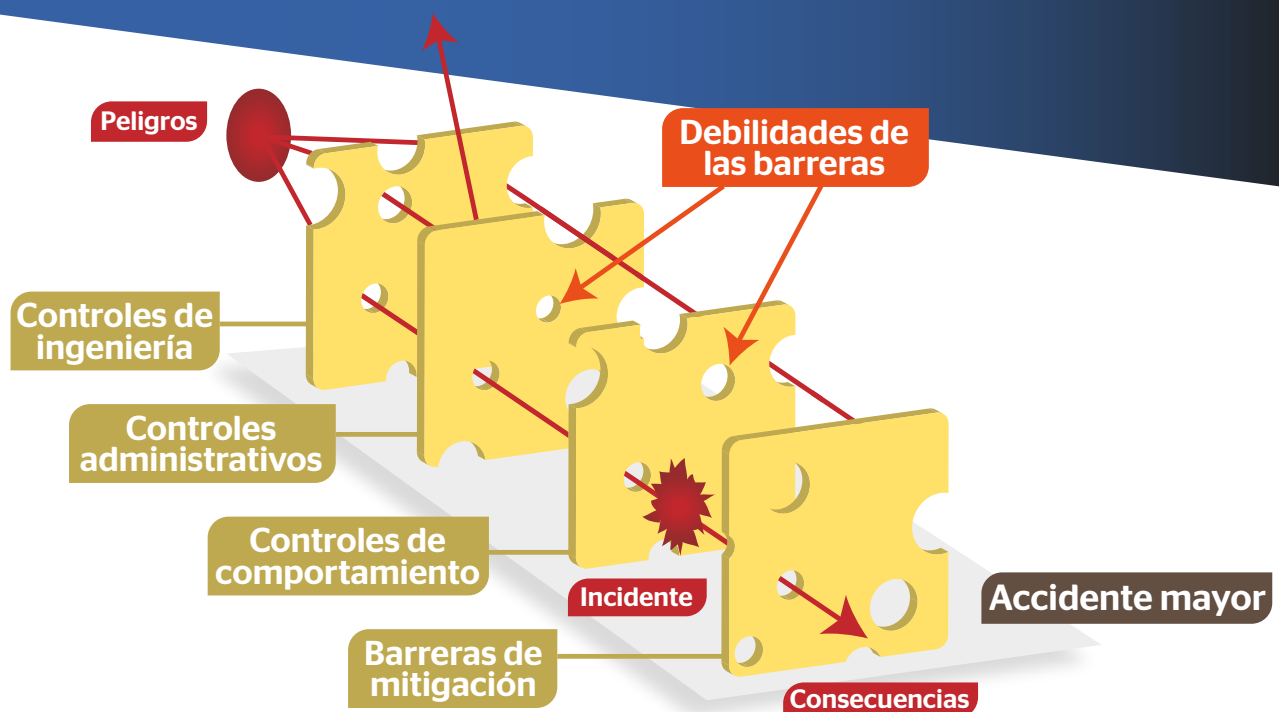 Peligros
Debilidades de
las barreras
Controles de
ingeniería
Controles
administrativos
Controles de
comportamiento
Incidente
Accidente mayor
Barreras de
mitigación
Consecuencias